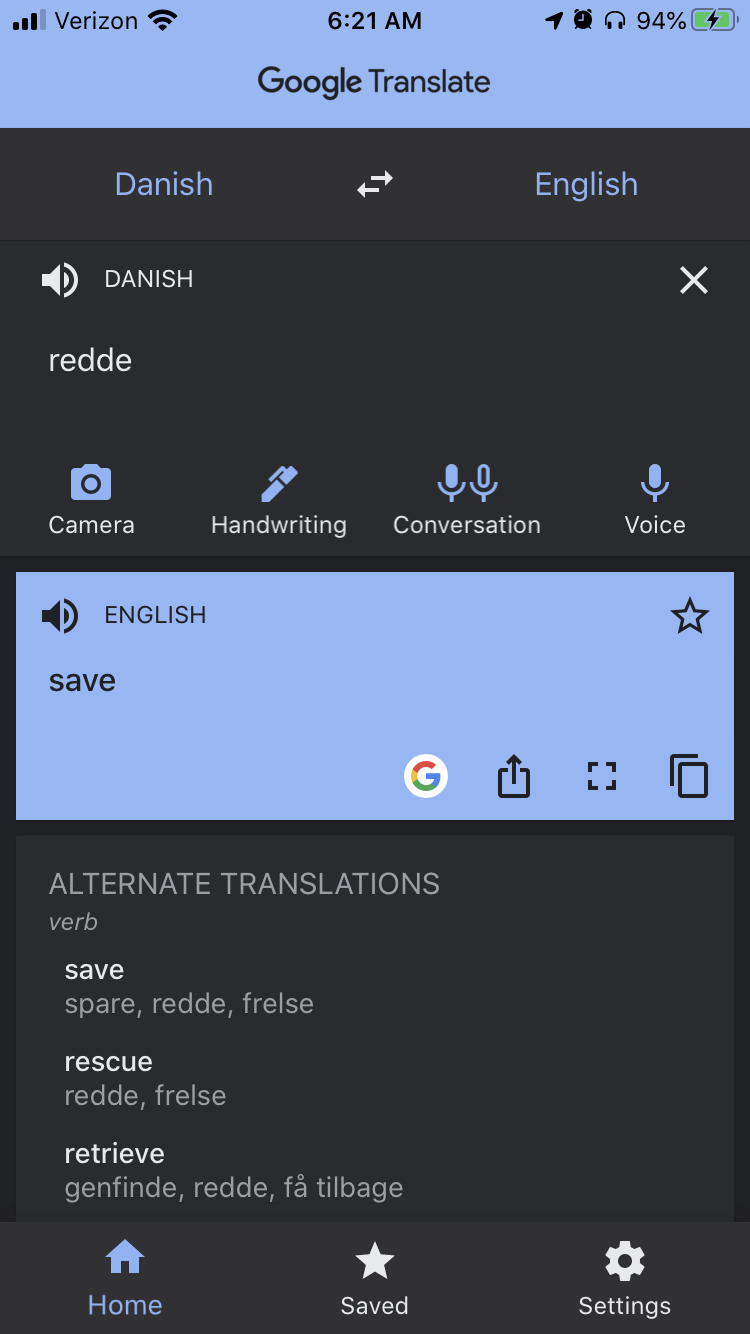 Verizon 6:21 AM 94%
Google Translate
Danish English
DANISH
redde
Camera Handwriting Conversation Voice
ENGLISH
save
G
ALTERNATE TRANSLATIONS
verb
save
spare, redde, frelse
rescue
redde, frelse
retrieve
genfinde, redde, få tilbage
Home Saved Settings